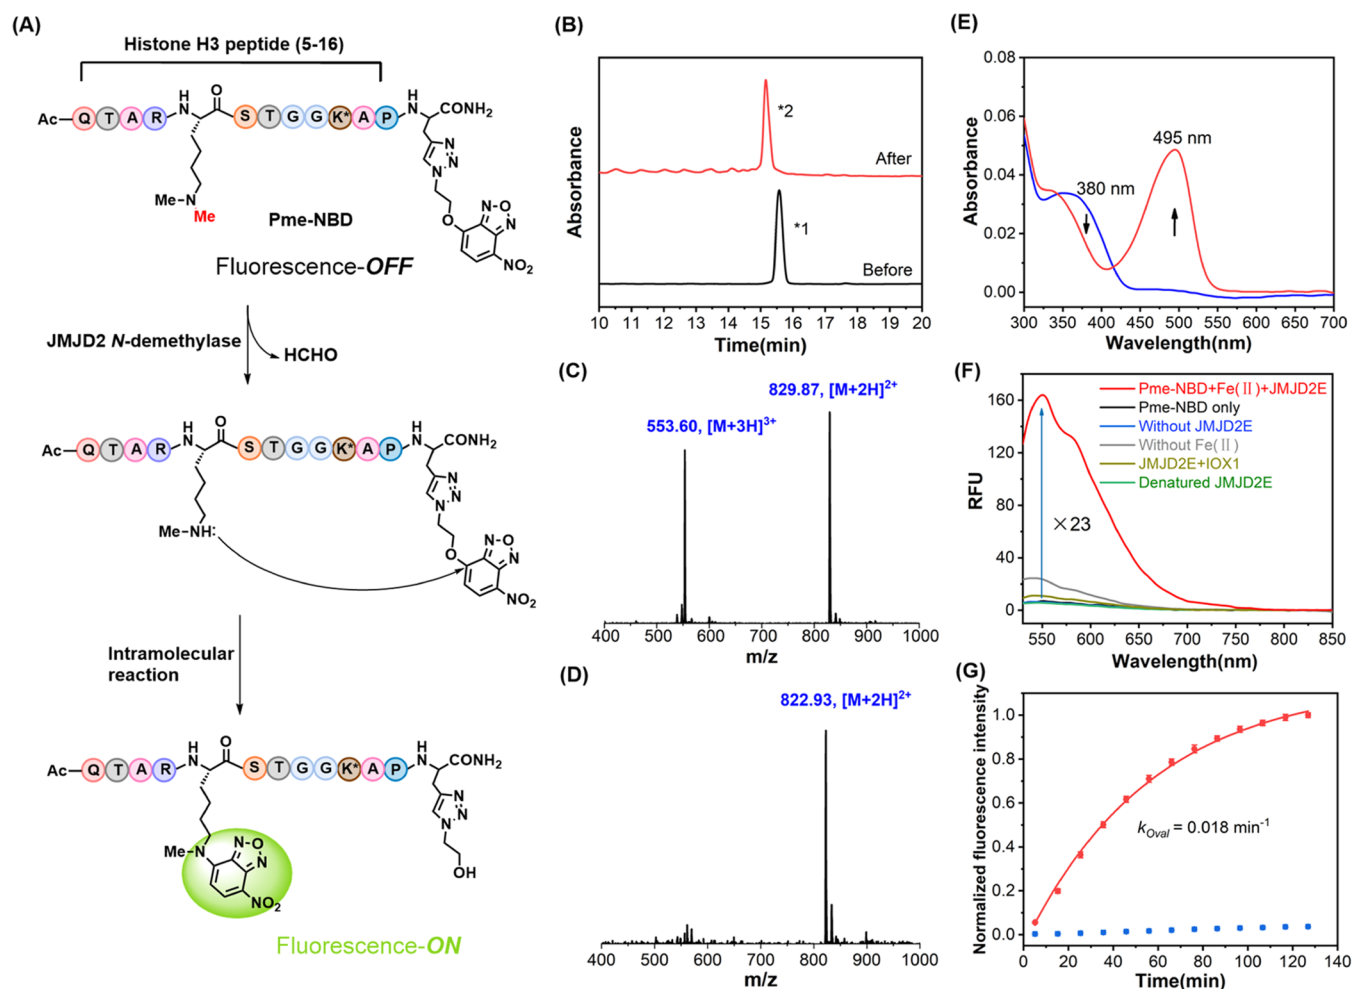 (A)
Histone H3 peptide (5-16)
Ac Q T A R N H O S T G G K* A P H N CONH2
N N N
Me N Me
Pme-NBD
O N O N
NO2
Fluorescence-OFF
JMJD2 N-demethylase
HCHO
Ac Q T A R N H O S T G G K* A P H N CONH2
N N N
Me-NH:
O N O N
NO2
Intramolecular
reaction
Ac Q T A R N H O S T G G K* A P H N CONH2
N N N
Me N N O N
NO2
OH
Fluorescence-ON
(B)
Absorbance
*2
After
*1
Before
10 11 12 13 14 15 16 17 18 19 20
Time(min)
(C)
829.87, [M+2H]2+
553.60, [M+3H]3+
400 500 600 700 800 900 1000
m/z
(D)
822.93, [M+2H]2+
400 500 600 700 800 900 1000
m/z
(E)
Absorbance
0.08
0.06
0.04
0.02
0.00
495 nm
380 nm
300 350 400 450 500 550 600 650 700
Wavelength(nm)
(F)
RFU
160
120
80
40
0
Pme-NBD+Fe(Ⅱ)+JMJD2E
Pme-NBD only
Without JMJD2E
Without Fe(Ⅱ)
JMJD2E+IOX1
Denatured JMJD2E
×23
550 600 650 700 750 800 850
Wavelength(nm)
(G)
Normalized fluorescence intensity
1.0
0.8
0.6
0.4
0.2
0.0
kOval = 0.018 min-1
0 20 40 60 80 100 120 140
Time(min)